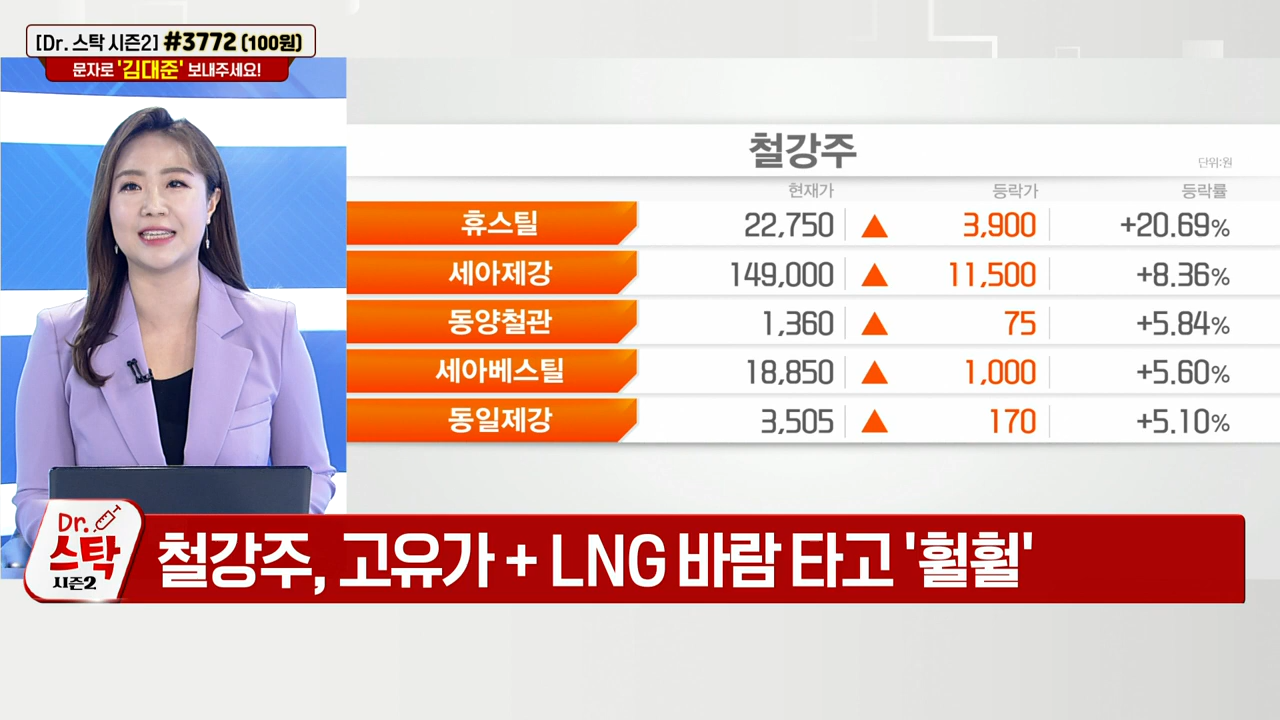 [Dr. 스탁 시즌2] #3772 (100원)
문자로 '김대준' 보내주세요!
철강주
단위:원
현재가 등락가 등락률
휴스틸 22,750 ▲ 3,900 +20.69%
세아제강 149,000 ▲ 11,500 +8.36%
동양철관 1,360 ▲ 75 +5.84%
세아베스틸 18,850 ▲ 1,000 +5.60%
동일제강 3,505 ▲ 170 +5.10%
Dr.
스탁
시즌2
철강주, 고유가 + LNG 바람 타고 '훨훨'